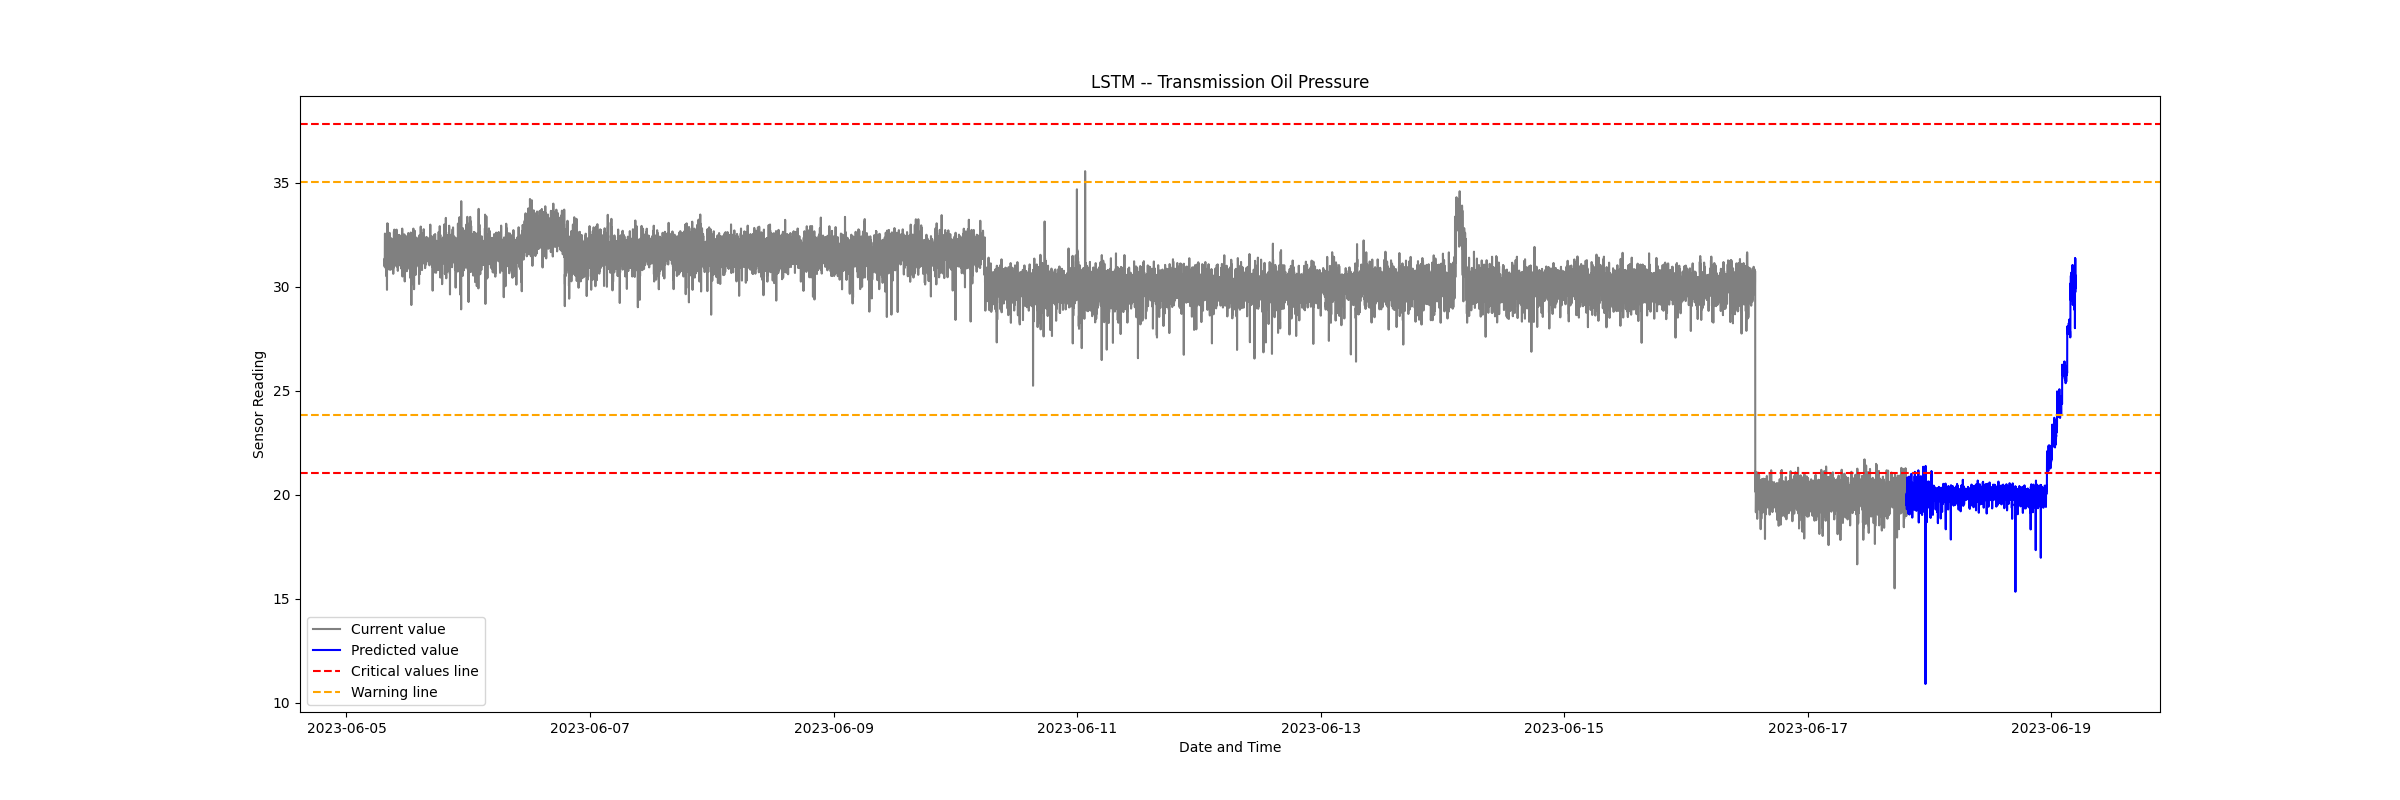 LSTM -- Transmission Oil Pressure
35
30
25
20
15
10
Sensor Reading
Current value
Predicted value
Critical values line
Warning line
2023-06-05
2023-06-07
2023-06-09
2023-06-11
2023-06-13
2023-06-15
2023-06-17
2023-06-19
Date and Time